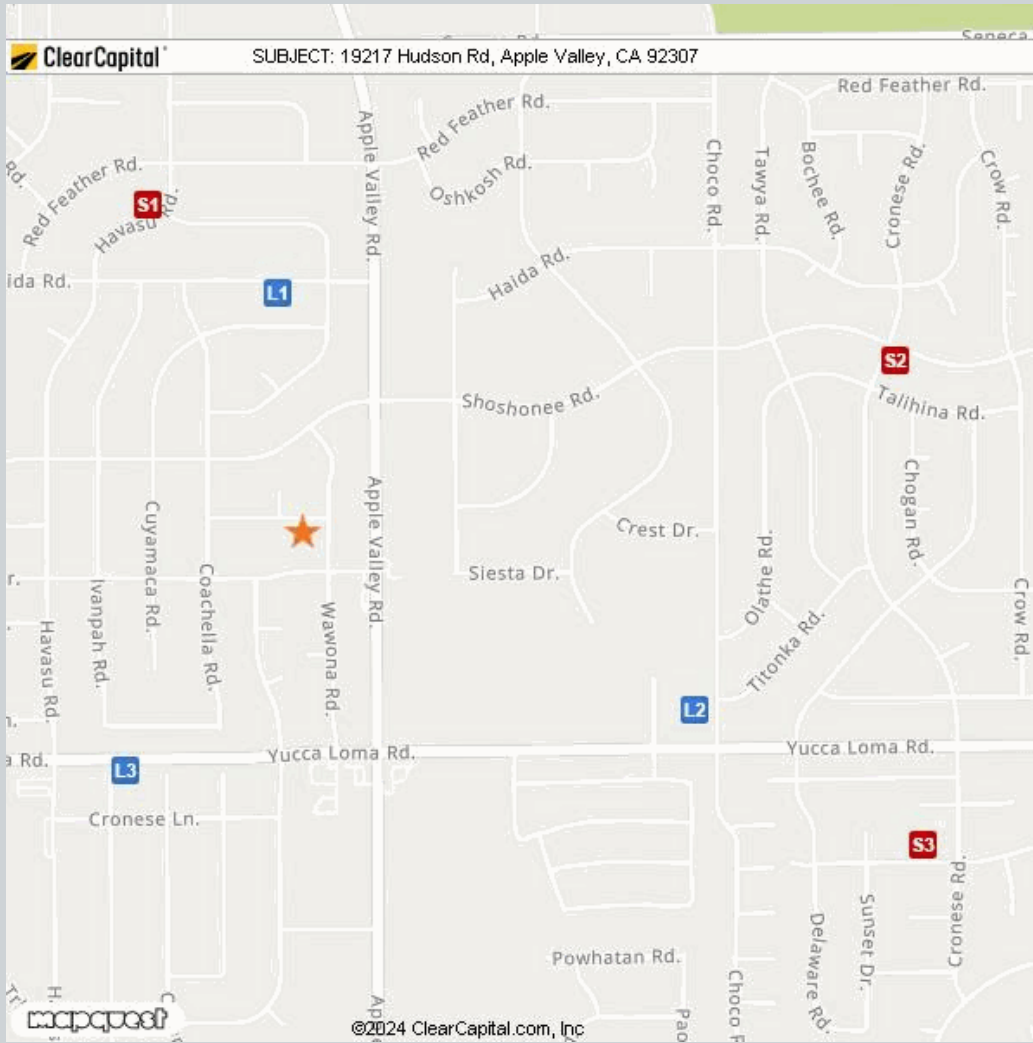 Seneca
ClearCapital®
SUBJECT: 19217 Hudson Rd, Apple Valley, CA 92307
Red Feather Rd.
Red Feather Rd.
Apple Valley Rd.
Choco Rd.
Tawya Rd.
Bochee Rd.
Cronese Rd.
Crow Rd.
Rd.
Red Feather Rd.
Oshkosh Rd.
S1
Havasu Rd.
Haida Rd.
ida Rd.
L1
S2
Shoshonee Rd.
Talihina Rd.
Apple Valley Rd.
Chogan Rd.
Cuyamaca Rd.
Crest Dr.
Olathe Rd.
Siesta Dr.
r.
Ivanpah Rd.
Coachella Rd.
Crow Rd.
Wawona Rd.
Titonka Rd.
Havasu Rd.
L2
Yucca Loma Rd.
Yucca Loma Rd.
a Rd.
L3
Cronese Ln.
S3
Cronese Rd.
Sunset Dr.
Delaware Rd.
Powhatan Rd.
Choco R
H.
C
App
Pao
mapquest
©2024 ClearCapital.com, Inc